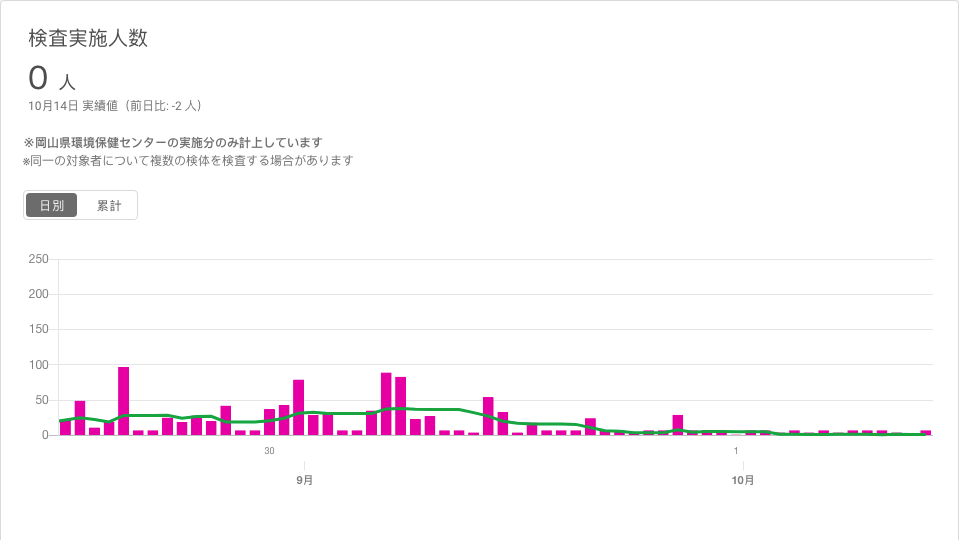 検査実施人数
0 人
10月14日 実績値（前日比: -2 人）
※岡山県環境保健センターの実施分のみ計上しています
※同一の対象者について複数の検体を検査する場合があります
日別 累計
250
200
150
100
50
0
30 1
9月 10月